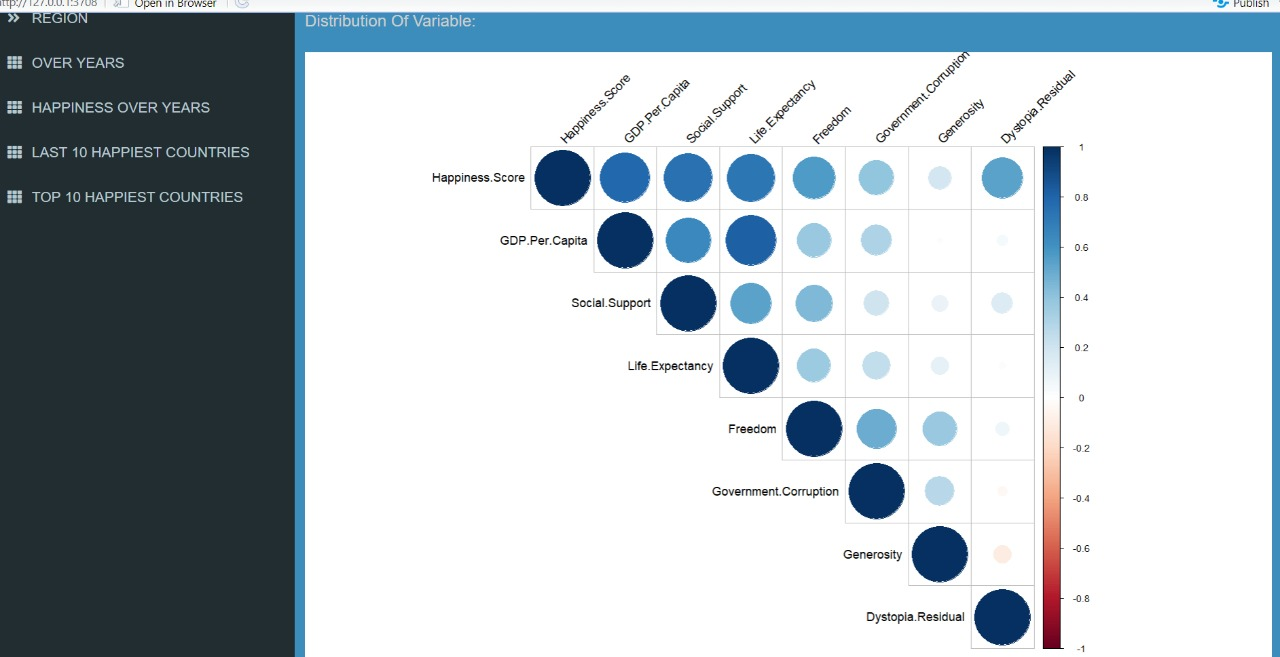 http://127.0.0.1:3708 Open in Browser Publish
REGION
OVER YEARS
HAPPINESS OVER YEARS
LAST 10 HAPPIEST COUNTRIES
TOP 10 HAPPIEST COUNTRIES
Distribution Of Variable:
Happiness.Score
GDP.Per.Capita
Social.Support
Life.Expectancy
Freedom
Government.Corruption
Generosity
Dystopia.Residual
Happiness.Score
GDP.Per.Capita
Social.Support
Life.Expectancy
Freedom
Government.Corruption
Generosity
Dystopia.Residual
1
0.8
0.6
0.4
0.2
0
-0.2
-0.4
-0.6
-0.8
-1